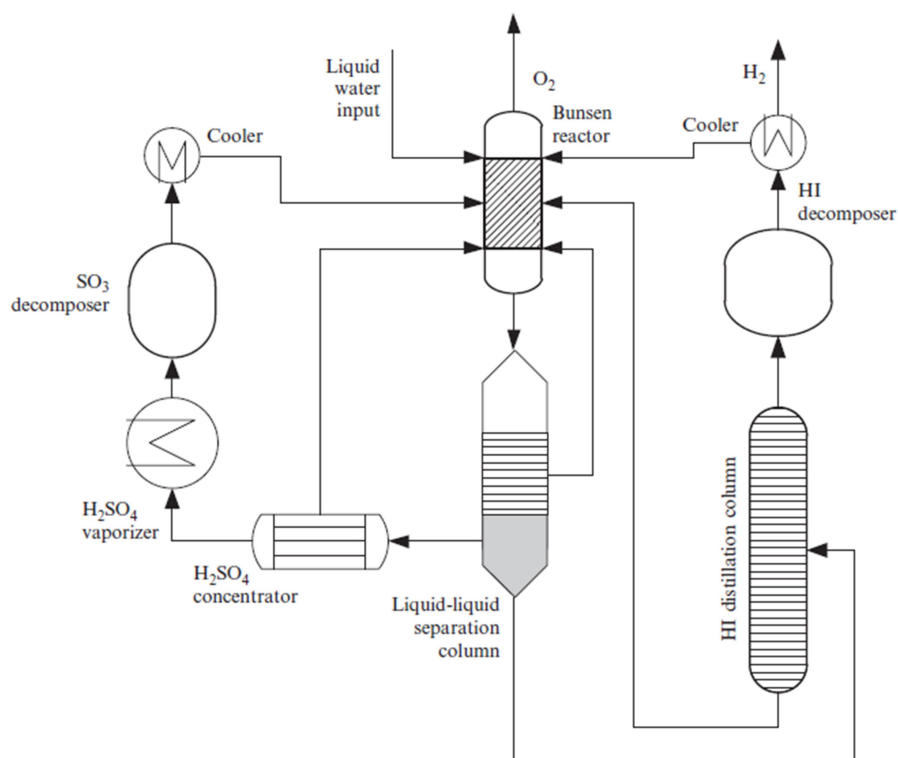 Liquid
water
input
O₂
H₂
Bunsen
reactor
Cooler
Cooler
HI
decomposer
SO₃
decomposer
H₂SO₄
vaporizer
H₂SO₄
concentrator
Liquid-liquid
separation
column
HI distillation column